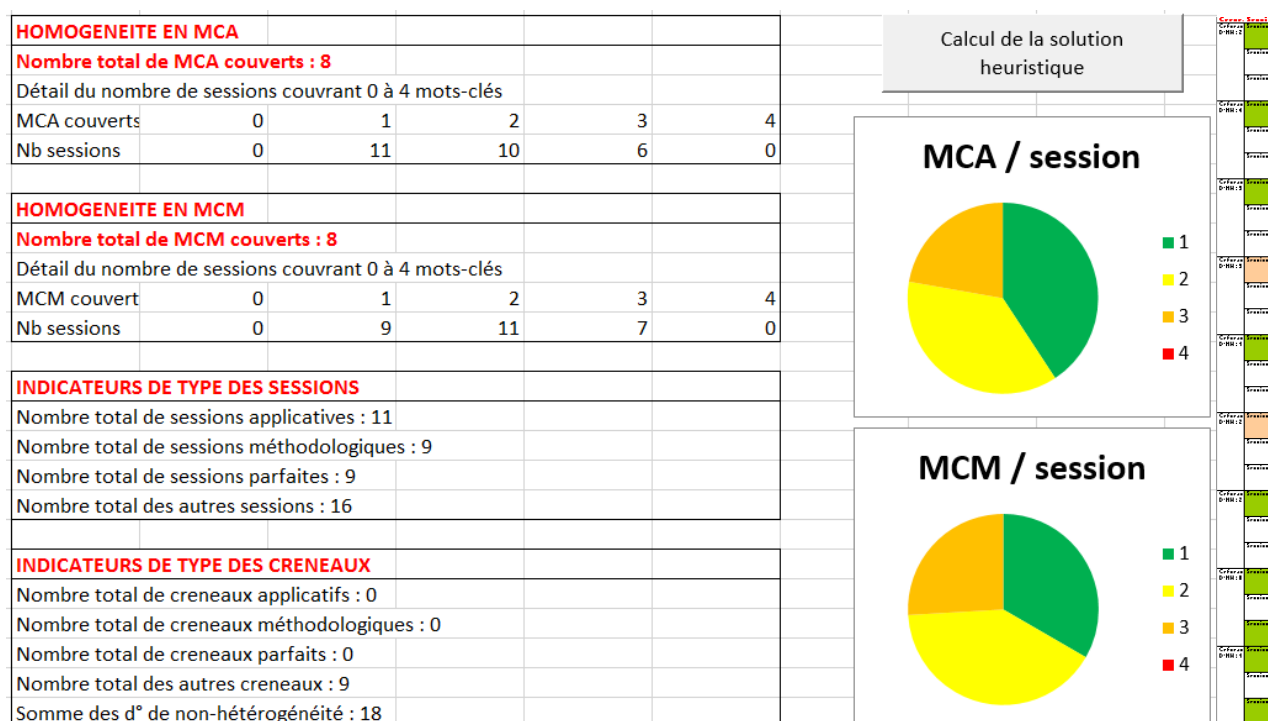 HOMOGENEITE EN MCA
Nombre total de MCA couverts : 8
Détail du nombre de sessions couvrant 0 à 4 mots-clés
MCA couverts 0 1 2 3 4
Nb sessions 0 11 10 6 0
HOMOGENEITE EN MCM
Nombre total de MCM couverts : 8
Détail du nombre de sessions couvrant 0 à 4 mots-clés
MCM couvert 0 1 2 3 4
Nb sessions 0 9 11 7 0
INDICATEURS DE TYPE DES SESSIONS
Nombre total de sessions applicatives : 11
Nombre total de sessions méthodologiques : 9
Nombre total de sessions parfaites : 9
Nombre total des autres sessions : 16
INDICATEURS DE TYPE DES CRENEAUX
Nombre total de creneaux applicatifs : 0
Nombre total de creneaux méthodologiques : 0
Nombre total de creneaux parfaits : 0
Nombre total des autres creneaux : 9
Somme des d° de non-hétérogénéité : 18
Calcul de la solution
heuristique
MCA / session
1
2
3
4
MCM / session
1
2
3
4